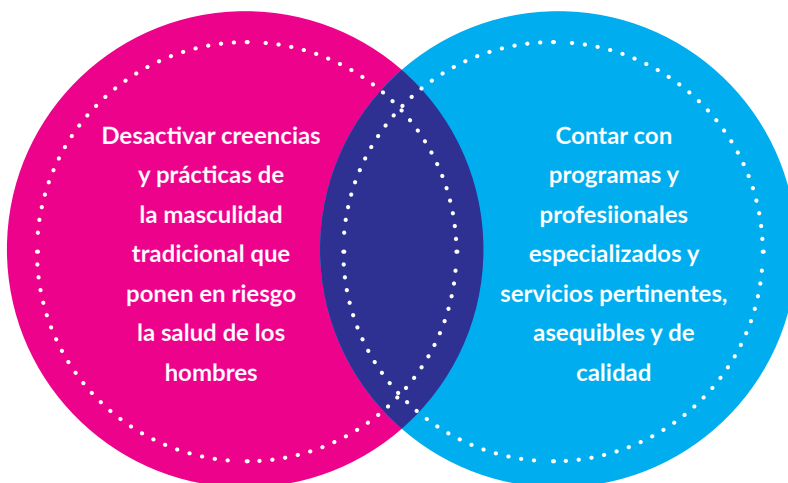 Desactivar creencias
y prácticas de
la masculidad
tradicional que
ponen en riesgo
la salud de los
hombres
Contar con
programas y
profesiionales
especializados y
servicios pertinentes,
asequibles y de
calidad